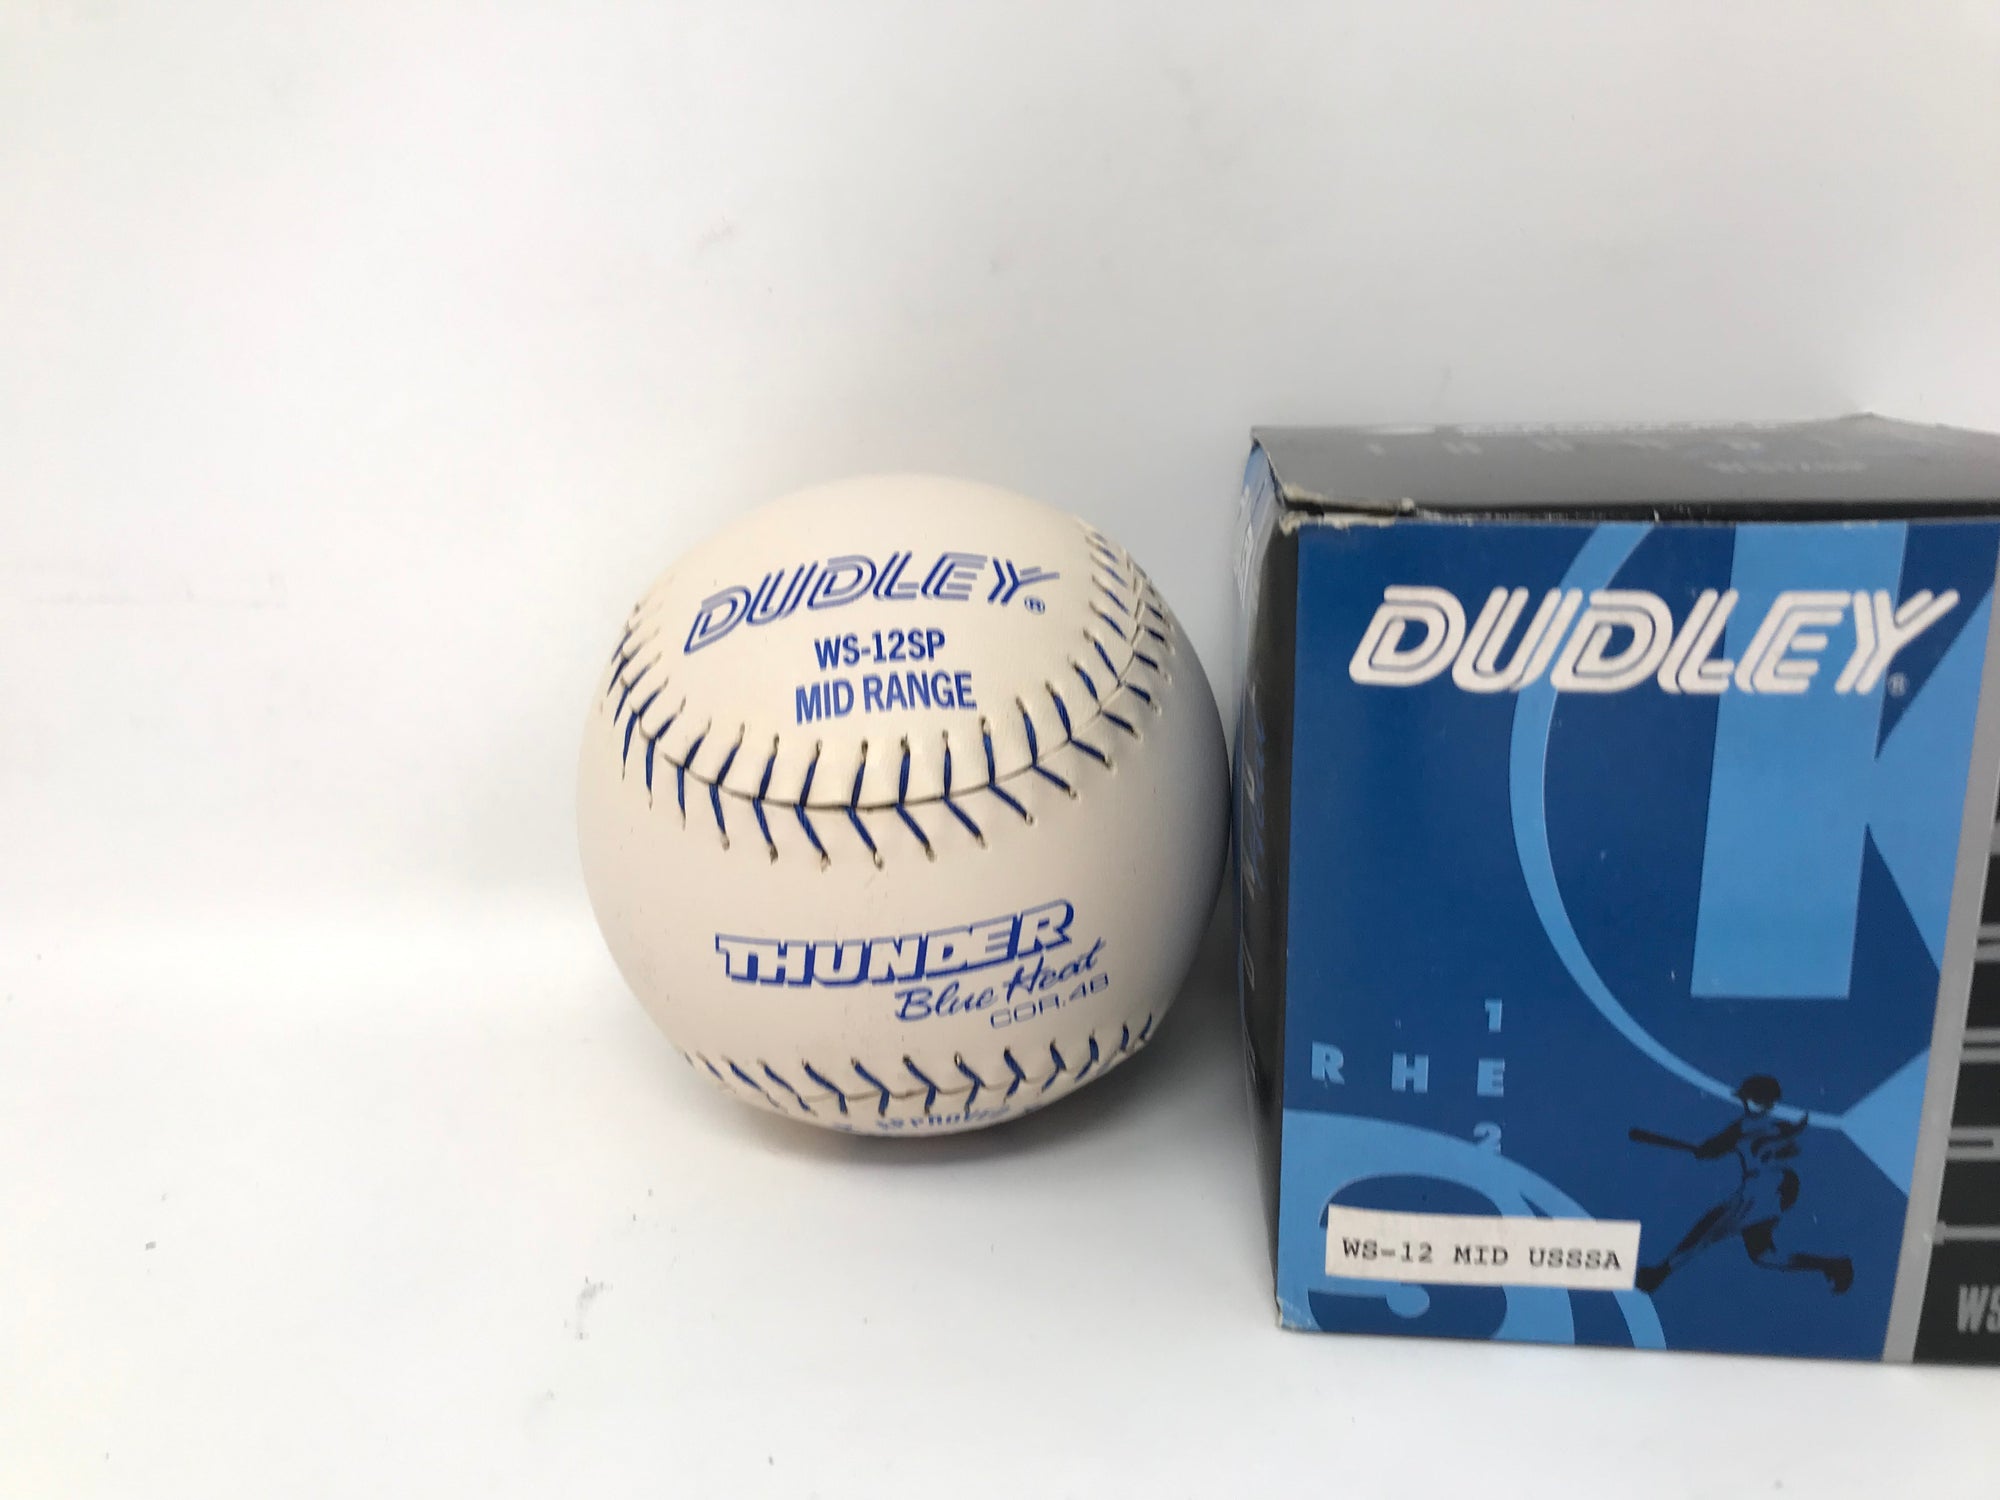 DUDLEY®
WS-12SP
MID RANGE
THUNDER
Blue Heat
COR.48
DUDLEY®
1
R H E
2
WS-12 MID USSSA